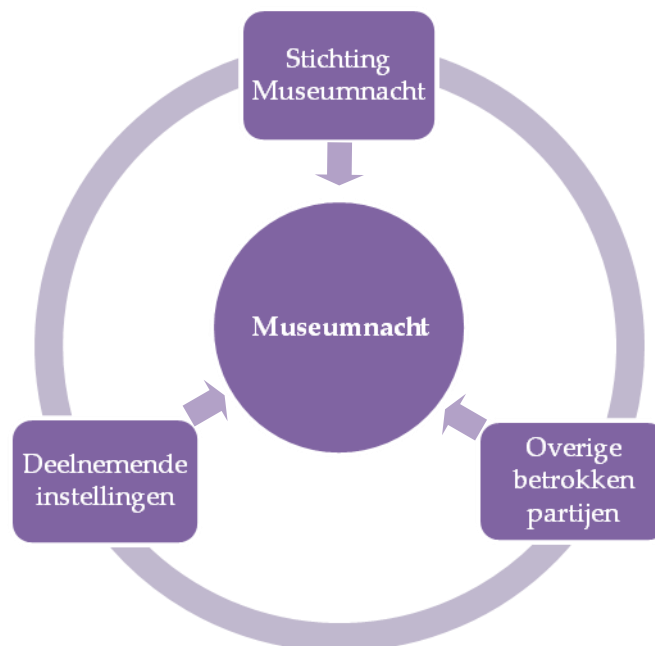 Stichting
Museumnacht
Museumnacht
Deelnemende
instellingen
Overige
betrokken
partijen